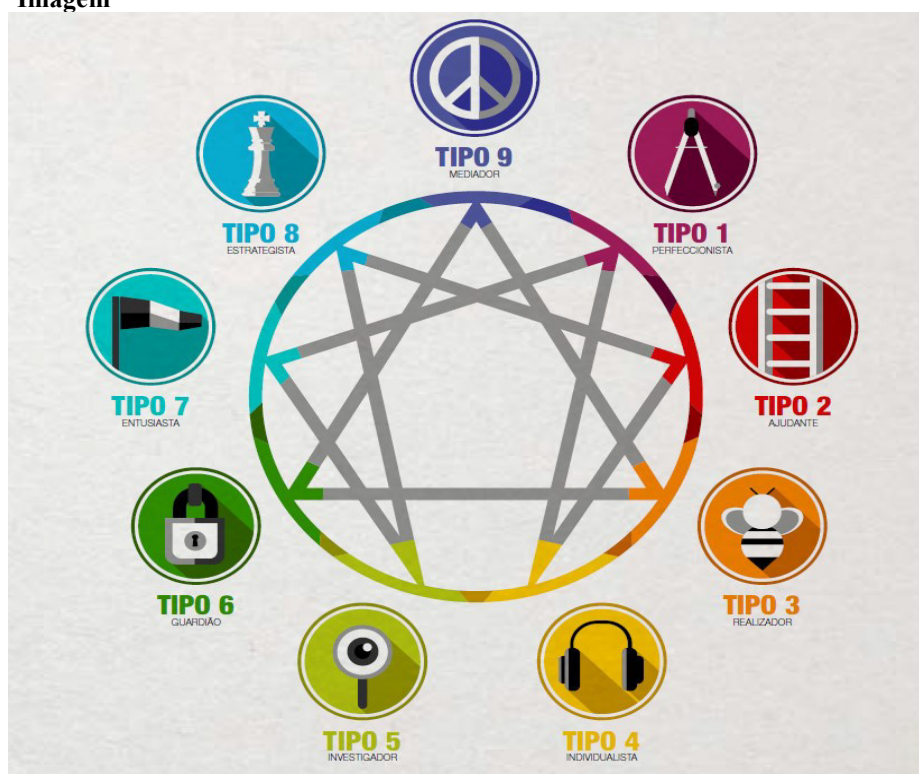 Imagem
TIPO 9
MEDIADOR
TIPO 8
ESTRATEGISTA
TIPO 1
PERFECCIONISTA
TIPO 7
ENTUSIASTA
TIPO 2
AJUDANTE
TIPO 6
GUARDIÃO
TIPO 3
REALIZADOR
TIPO 5
INVESTIGADOR
TIPO 4
INDIVIDUALISTA